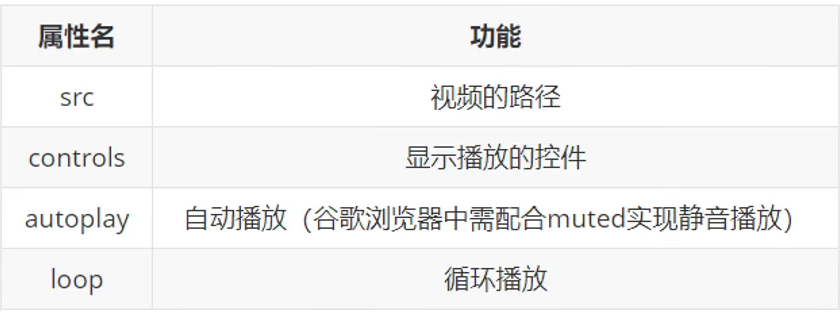 属性名 功能
src 视频的路径
controls 显示播放的控件
autoplay 自动播放（谷歌浏览器中需配合muted实现静音播放）
loop 循环播放